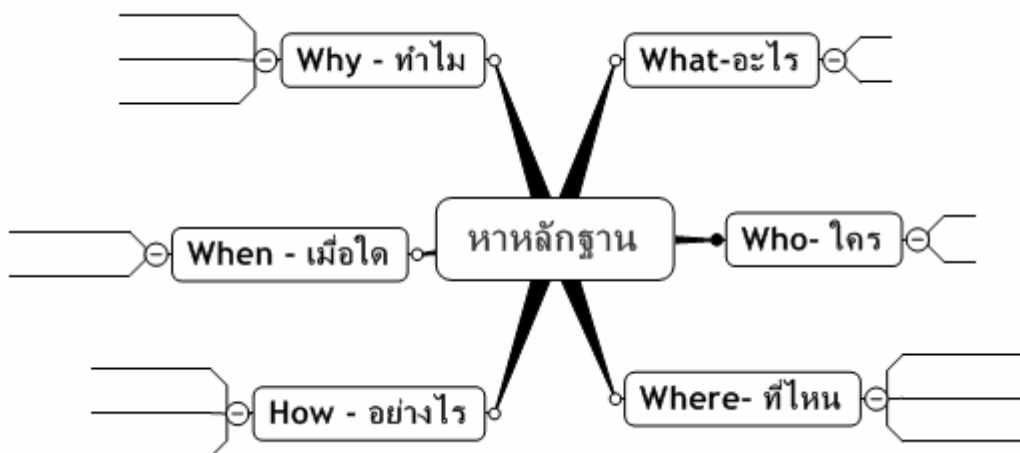 Why - ทำไม
What-อะไร
หาหลักฐาน
When - เมื่อใด
Who- ใคร
How - อย่างไร
Where- ที่ไหน